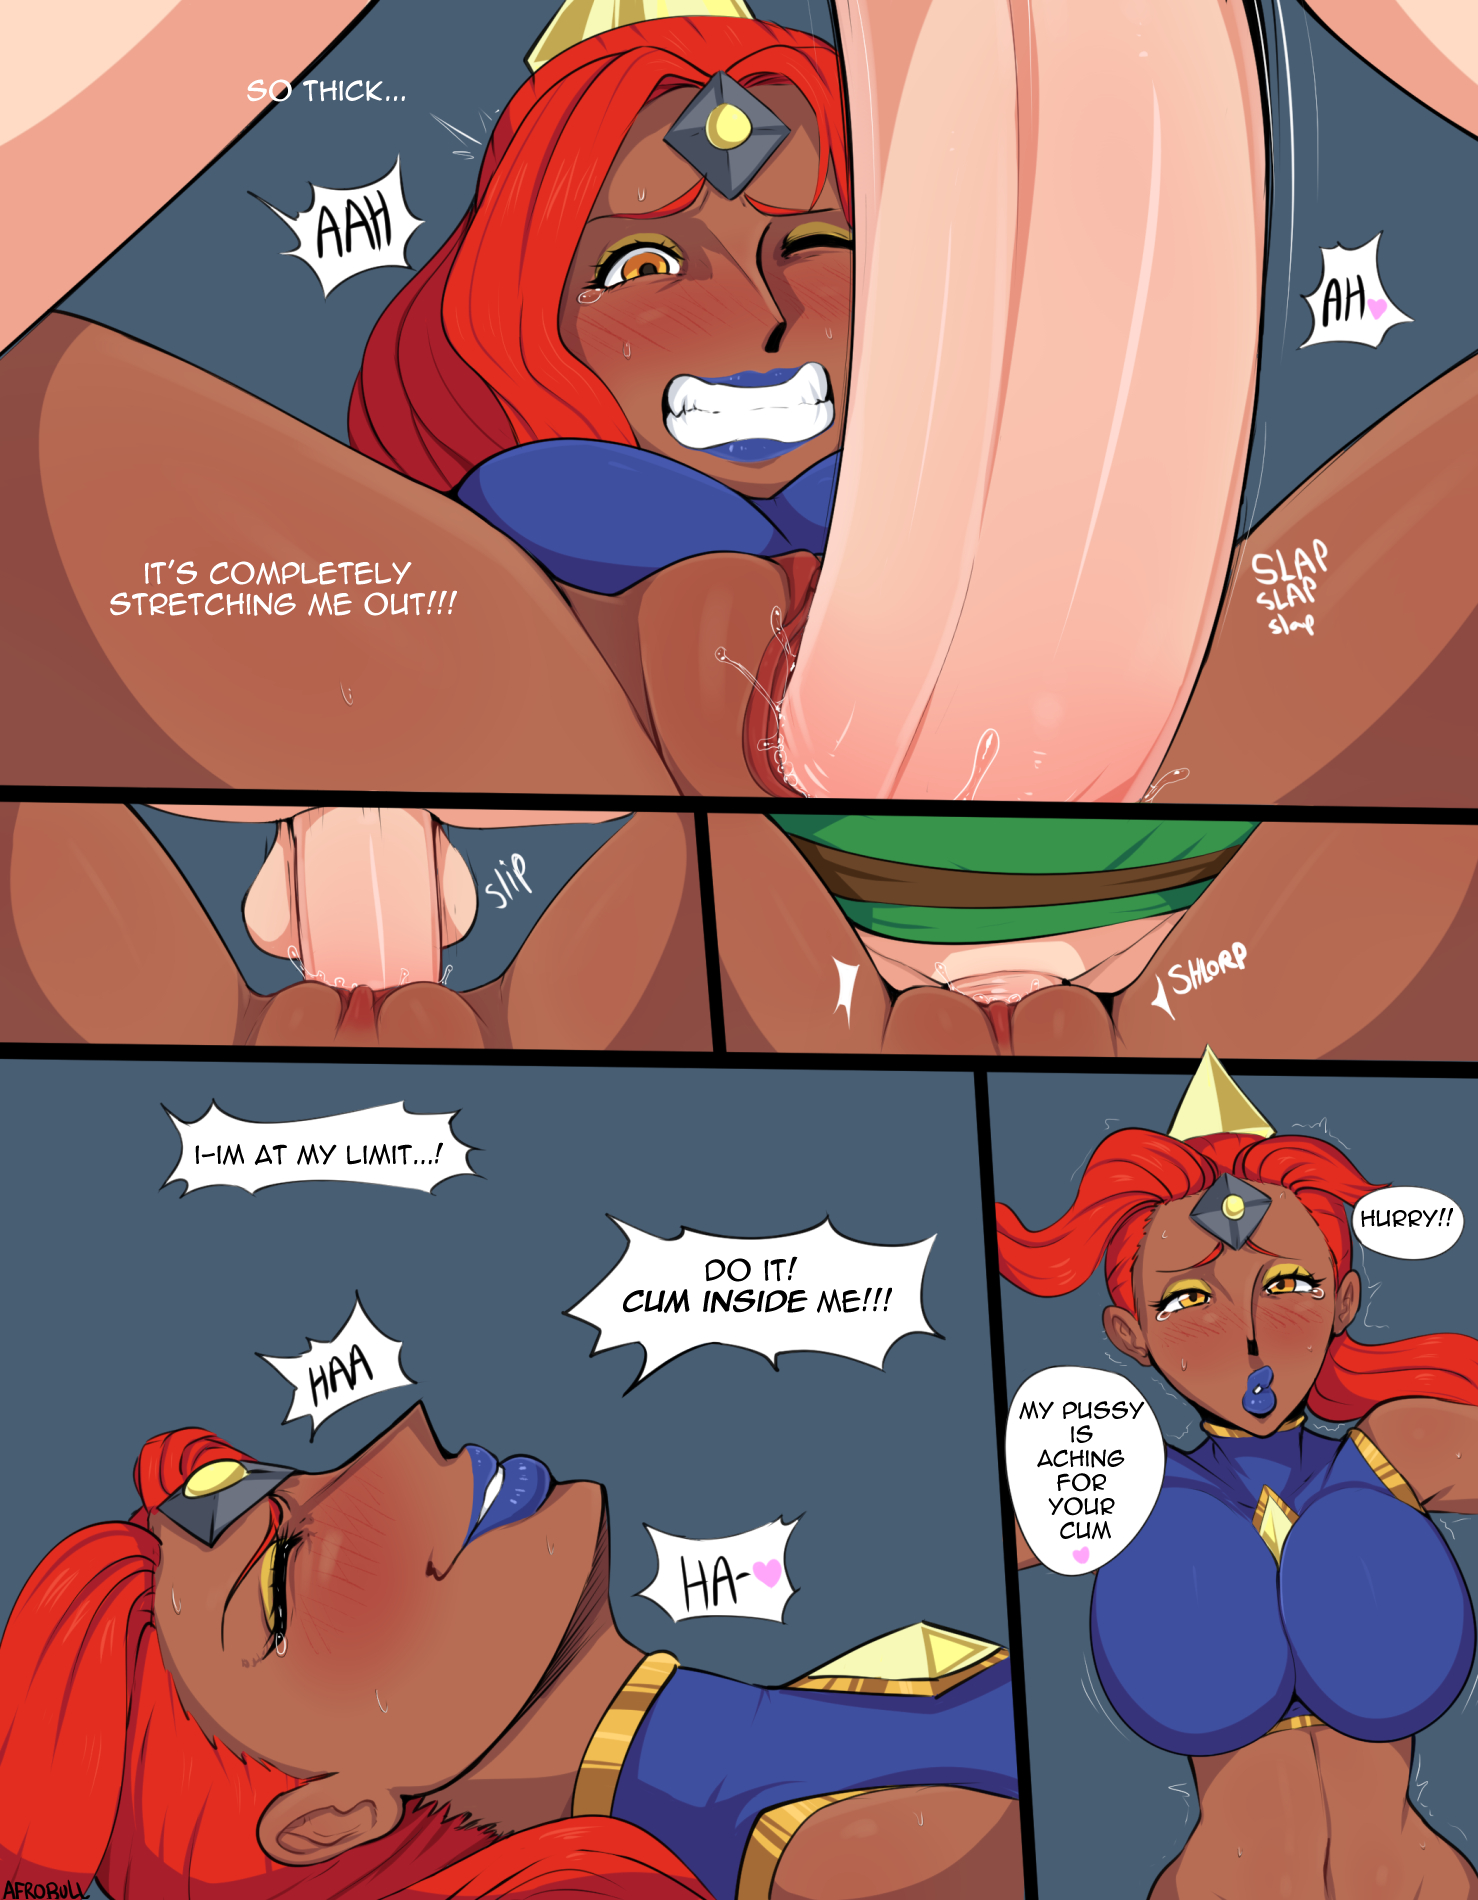 SO THICK...
AAH
AH
IT'S COMPLETELY
STRETCHING ME OUT!!!
SLAP
SLAP
slap
slip
SHLORP
I-IM AT MY LIMIT...!
DO IT!
CUM INSIDE ME!!!
HAA
HA-
HURRY!!
MY PUSSY
IS
ACHING
FOR
YOUR
CUM
AFROBULL